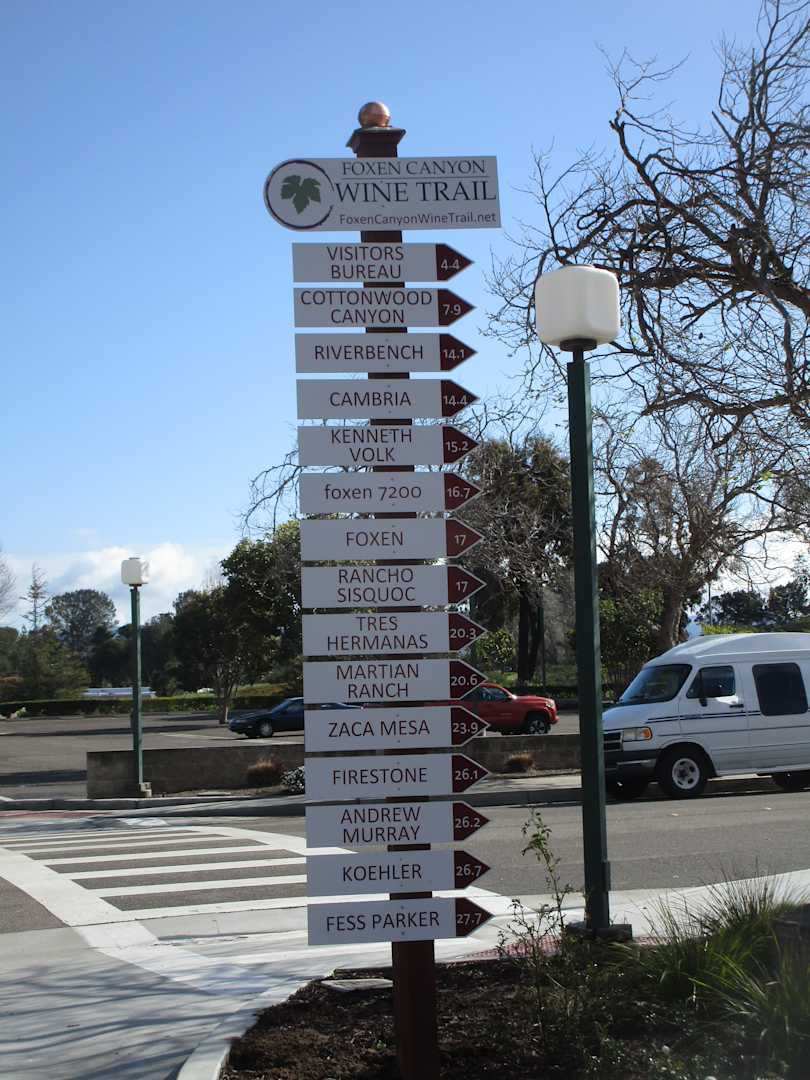 FOXEN CANYON
WINE TRAIL
FoxenCanyonWineTrail.net
VISITORS
BUREAU
4.4
COTTONWOOD
CANYON
7.9
RIVERBENCH
14.1
CAMBRIA
14.4
KENNETH
VOLK
15.2
foxen 7200
16.7
FOXEN
17
RANCHO
SISQUOC
17
TRES
HERMANAS
20.3
MARTIAN
RANCH
20.6
ZACA MESA
23.9
FIRESTONE
26.1
ANDREW
MURRAY
26.2
KOEHLER
26.7
FESS PARKER
27.7